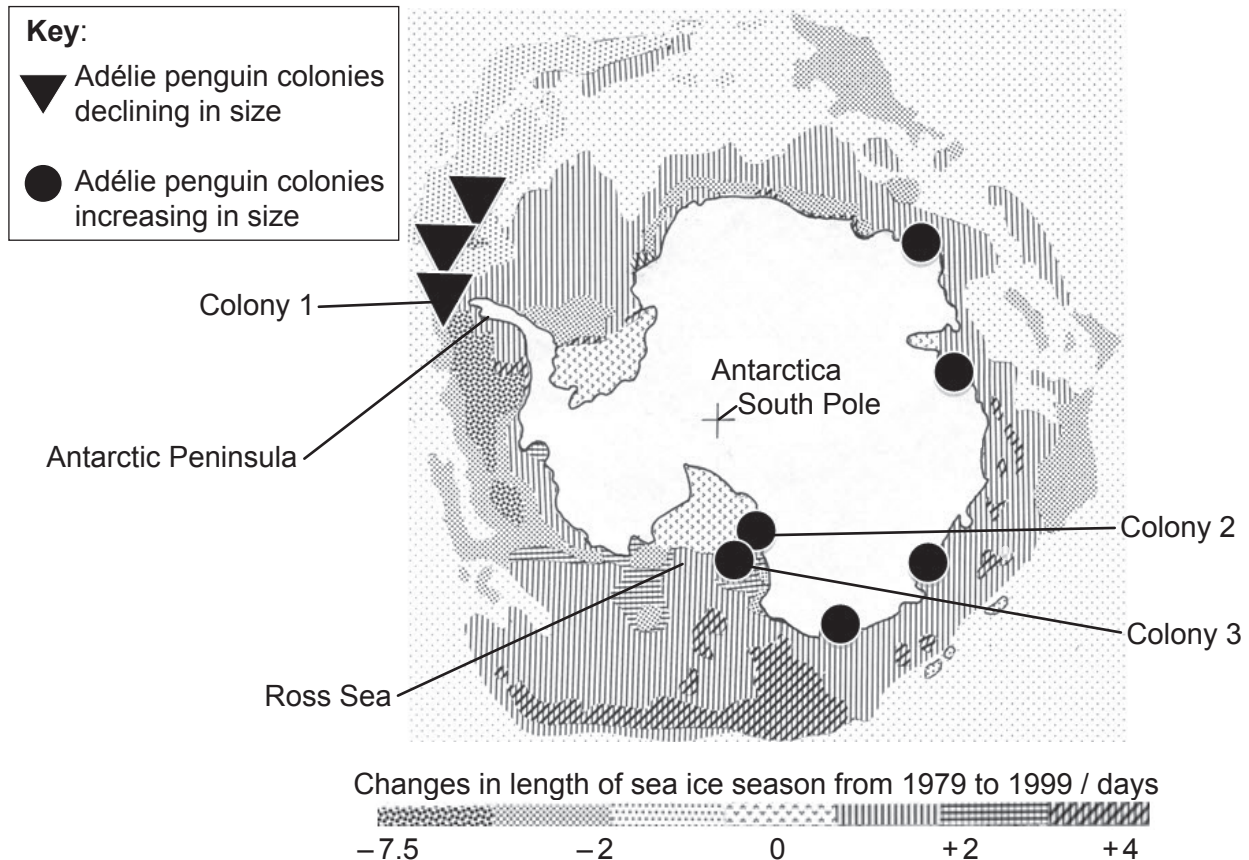 Key:
Adélie penguin colonies
declining in size
Adélie penguin colonies
increasing in size
Colony 1
Antarctic Peninsula
Antarctica
South Pole
Colony 2
Colony 3
Ross Sea
Changes in length of sea ice season from 1979 to 1999 / days
–7.5 –2 0 +2 +4